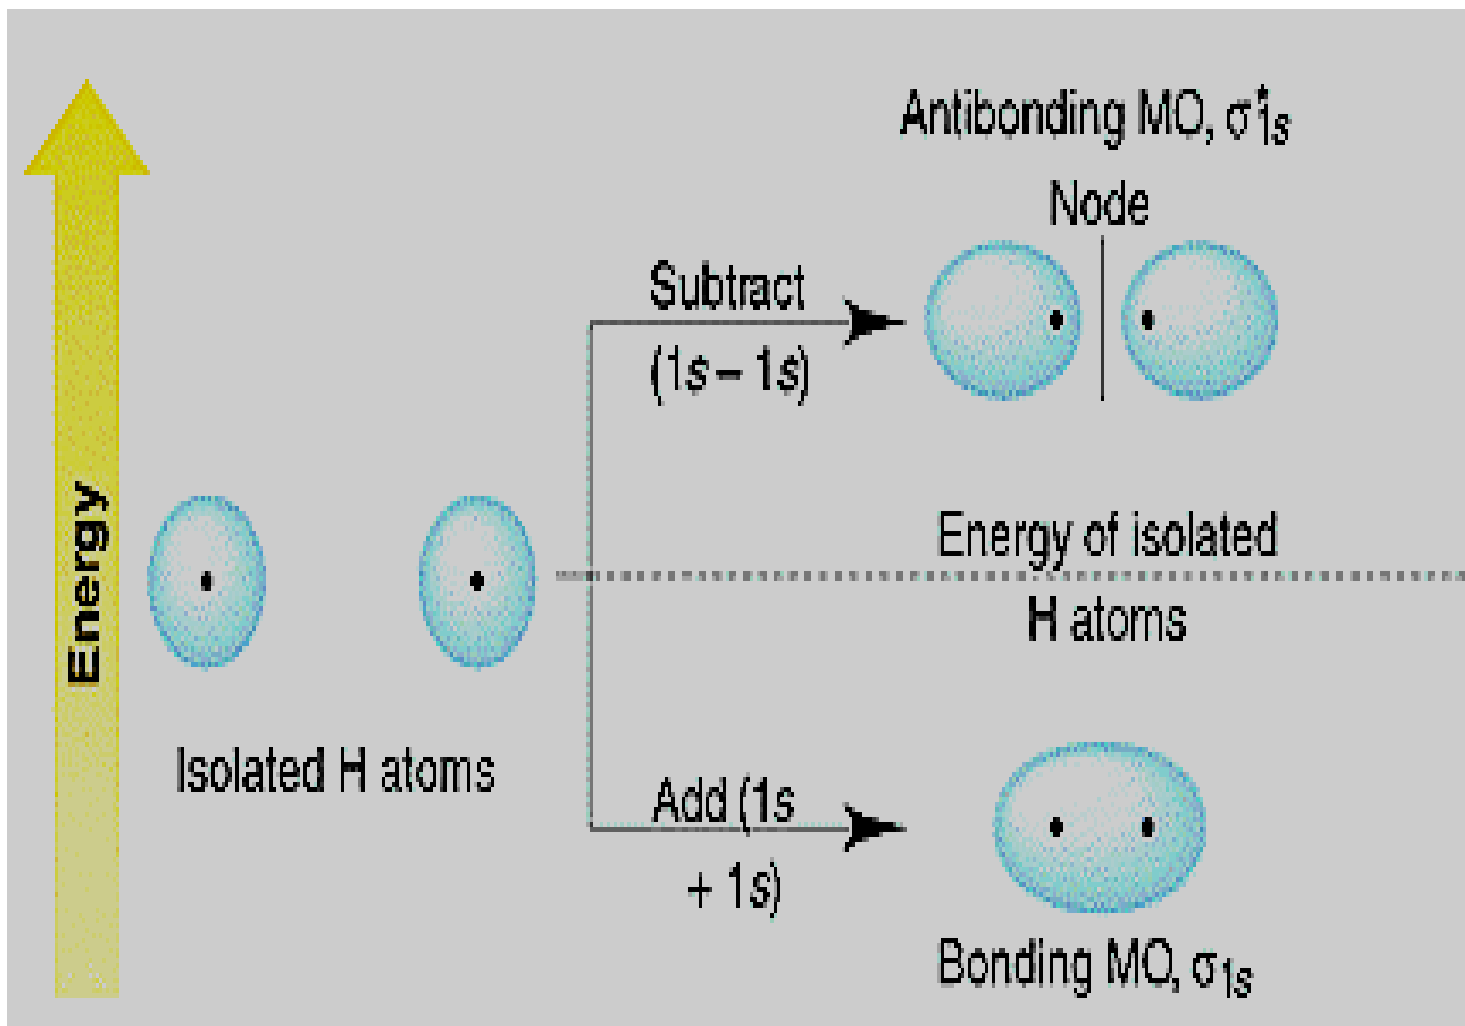 Antibonding MO, σ*1s
Node
Subtract
(1s – 1s)
Energy
Energy of isolated
H atoms
Isolated H atoms
Add (1s
+ 1s)
Bonding MO, σ1s